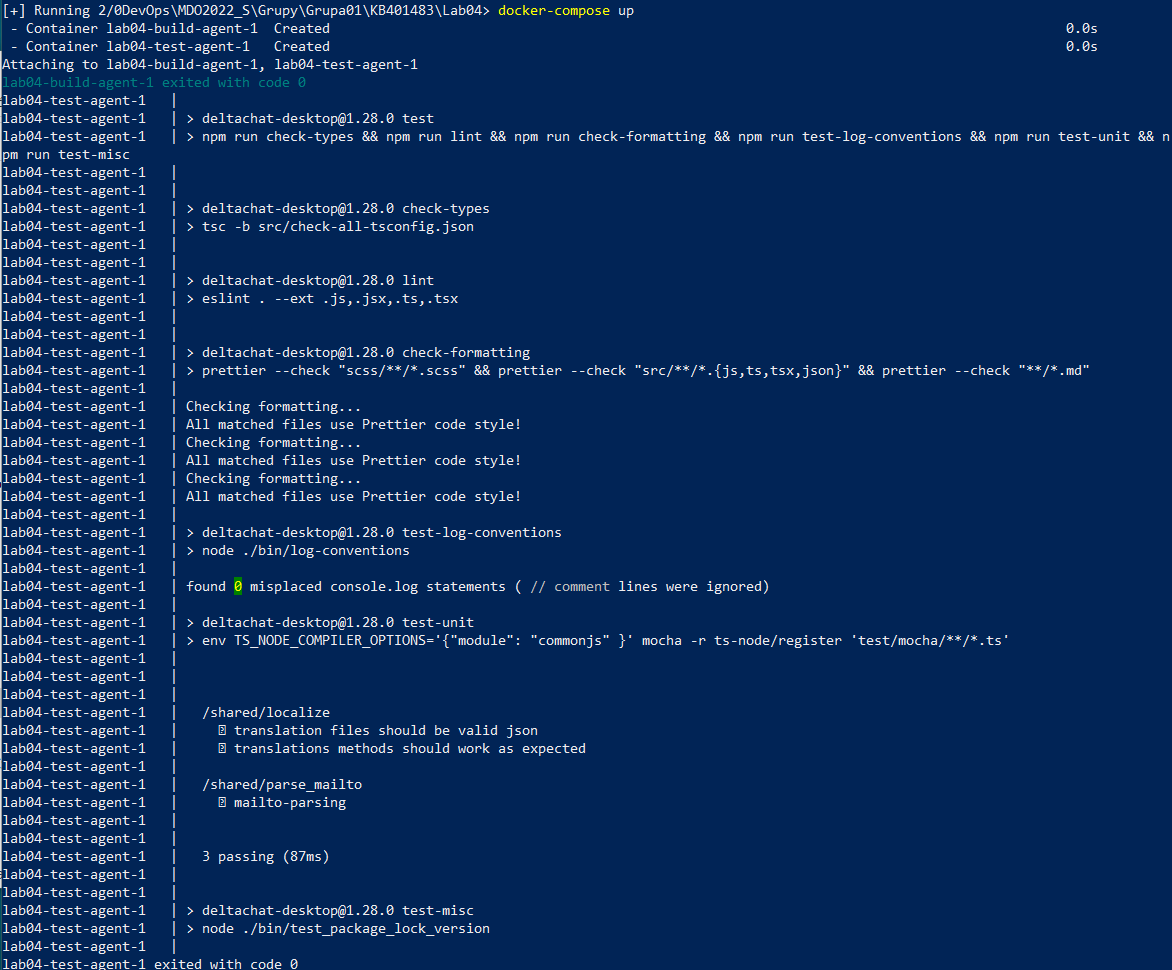 [+] Running 2/0DevOps\MDO2022_S\Grupy\Grupa01\KB401483\Lab04> docker-compose up
- Container lab04-build-agent-1 Created 0.0s
- Container lab04-test-agent-1 Created 0.0s
Attaching to lab04-build-agent-1, lab04-test-agent-1
lab04-build-agent-1 exited with code 0
lab04-test-agent-1 |
lab04-test-agent-1 | > deltachat-desktop@1.28.0 test
lab04-test-agent-1 | > npm run check-types && npm run lint && npm run check-formatting && npm run test-log-conventions && npm run test-unit && n
pm run test-misc
lab04-test-agent-1 |
lab04-test-agent-1 |
lab04-test-agent-1 | > deltachat-desktop@1.28.0 check-types
lab04-test-agent-1 | > tsc -b src/check-all-tsconfig.json
lab04-test-agent-1 |
lab04-test-agent-1 |
lab04-test-agent-1 | > deltachat-desktop@1.28.0 lint
lab04-test-agent-1 | > eslint . --ext .js,.jsx,.ts,.tsx
lab04-test-agent-1 |
lab04-test-agent-1 |
lab04-test-agent-1 | > deltachat-desktop@1.28.0 check-formatting
lab04-test-agent-1 | > prettier --check "scss/**/*.scss" && prettier --check "src/**/*.{js,ts,tsx,json}" && prettier --check "**/*.md"
lab04-test-agent-1 |
lab04-test-agent-1 | Checking formatting...
lab04-test-agent-1 | All matched files use Prettier code style!
lab04-test-agent-1 | Checking formatting...
lab04-test-agent-1 | All matched files use Prettier code style!
lab04-test-agent-1 | Checking formatting...
lab04-test-agent-1 | All matched files use Prettier code style!
lab04-test-agent-1 |
lab04-test-agent-1 | > deltachat-desktop@1.28.0 test-log-conventions
lab04-test-agent-1 | > node ./bin/log-conventions
lab04-test-agent-1 |
lab04-test-agent-1 | found 0 misplaced console.log statements ( // comment lines were ignored)
lab04-test-agent-1 |
lab04-test-agent-1 | > deltachat-desktop@1.28.0 test-unit
lab04-test-agent-1 | > env TS_NODE_COMPILER_OPTIONS='{"module": "commonjs" }' mocha -r ts-node/register 'test/mocha/**/*.ts'
lab04-test-agent-1 |
lab04-test-agent-1 |
lab04-test-agent-1 |
lab04-test-agent-1 | /shared/localize
lab04-test-agent-1 | translation files should be valid json
lab04-test-agent-1 | translations methods should work as expected
lab04-test-agent-1 |
lab04-test-agent-1 | /shared/parse_mailto
lab04-test-agent-1 | mailto-parsing
lab04-test-agent-1 |
lab04-test-agent-1 |
lab04-test-agent-1 | 3 passing (87ms)
lab04-test-agent-1 |
lab04-test-agent-1 |
lab04-test-agent-1 | > deltachat-desktop@1.28.0 test-misc
lab04-test-agent-1 | > node ./bin/test_package_lock_version
lab04-test-agent-1 |
lab04-test-agent-1 exited with code 0